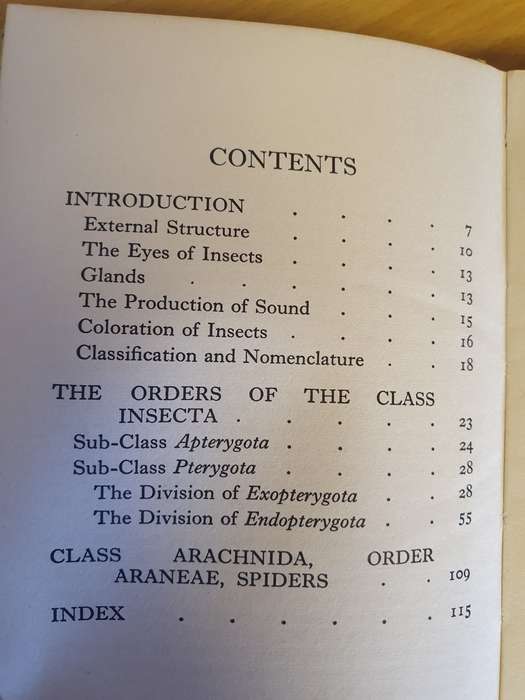 CONTENTS
INTRODUCTION . . . . 7
External Structure . . . . 10
The Eyes of Insects . . . . 13
Glands . . . . . 13
The Production of Sound . . . 15
Coloration of Insects . . . . 16
Classification and Nomenclature . . 18
THE ORDERS OF THE CLASS
INSECTA . . . . . 23
Sub-Class Apterygota . . . . 24
Sub-Class Pterygota . . . . 28
The Division of Exopterygota . . 28
The Division of Endopterygota . . 55
CLASS ARACHNIDA, ORDER
ARANEAE, SPIDERS . . 109
INDEX . . . . . . 115